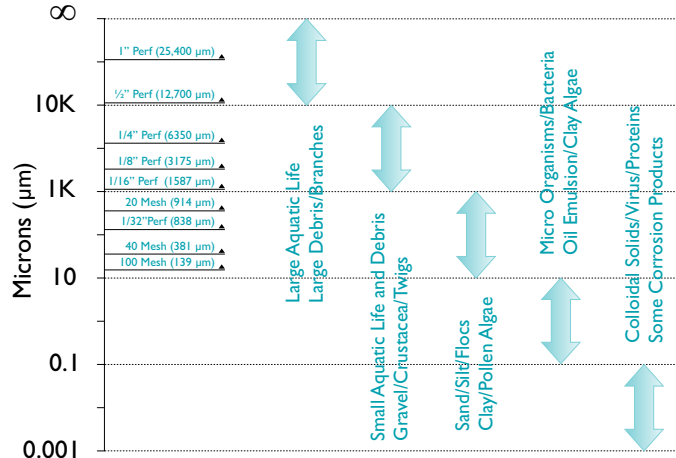 ∞
1" Perf (25,400 µm)
½" Perf (12,700 µm)
10K
1/4" Perf (6350 µm)
1/8" Perf (3175 µm)
1/16" Perf (1587 µm)
1K
20 Mesh (914 µm)
1/32"Perf (838 µm)
40 Mesh (381 µm)
100 Mesh (139 µm)
10
0.1
0.001
Microns (µm)
Large Aquatic Life
Large Debris/Branches
Small Aquatic Life and Debris
Gravel/Crustacea/Twigs
Sand/Silt/Flocs
Clay/Pollen Algae
Micro Organisms/Bacteria
Oil Emulsion/Clay Algae
Colloidal Solids/Virus/Proteins
Some Corrosion Products